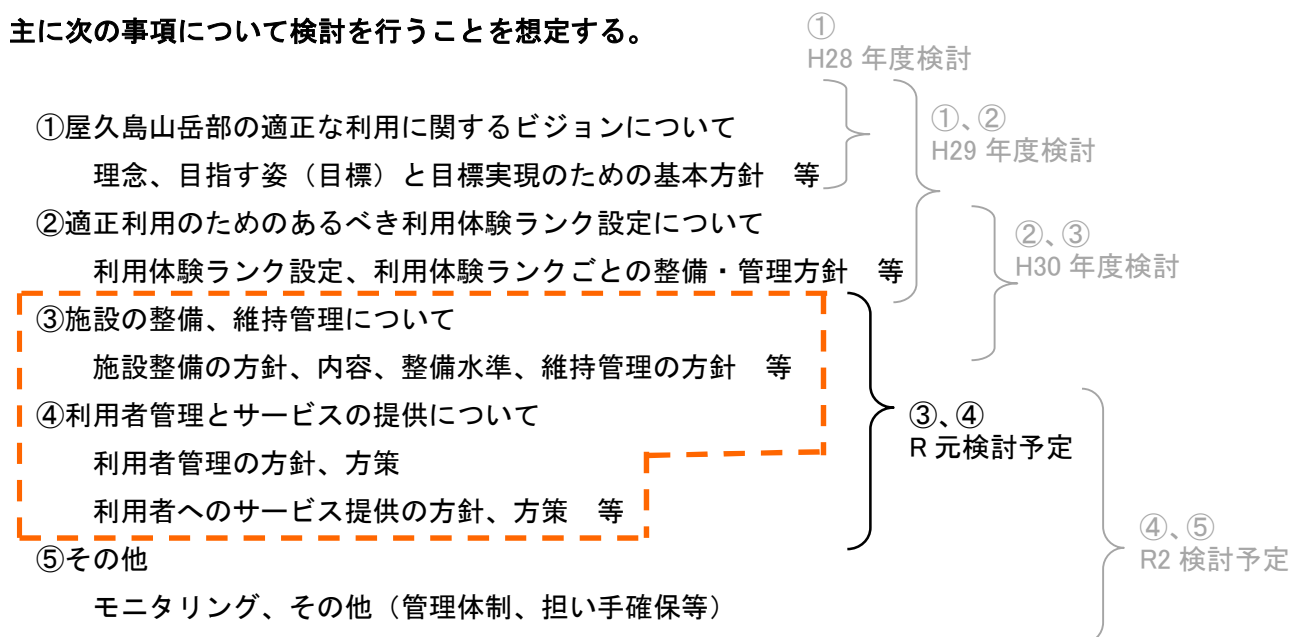 主に次の事項について検討を行うことを想定する。
①
H28 年度検討
①屋久島山岳部の適正な利用に関するビジョンについて
理念、目指す姿（目標）と目標実現のための基本方針　等
①、②
H29 年度検討
②適正利用のためのあるべき利用体験ランク設定について
利用体験ランク設定、利用体験ランクごとの整備・管理方針　等
②、③
H30 年度検討
③施設の整備、維持管理について
施設整備の方針、内容、整備水準、維持管理の方針　等
④利用者管理とサービスの提供について
利用者管理の方針、方策
利用者へのサービス提供の方針、方策　等
③、④
R 元検討予定
⑤その他
モニタリング、その他（管理体制、担い手確保等）
④、⑤
R2 検討予定